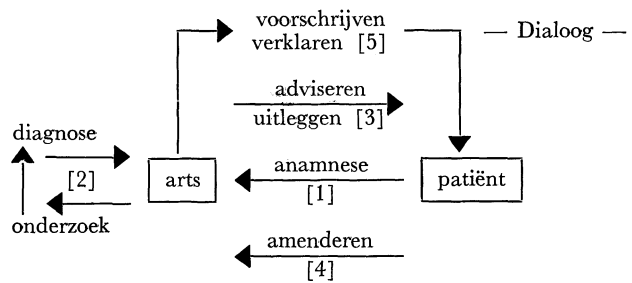 voorschrijven
verklaren [5]
— Dialoog —
adviseren
uitleggen [3]
diagnose
[2]
onderzoek
arts
anamnese
[1]
patiënt
amenderen
[4]